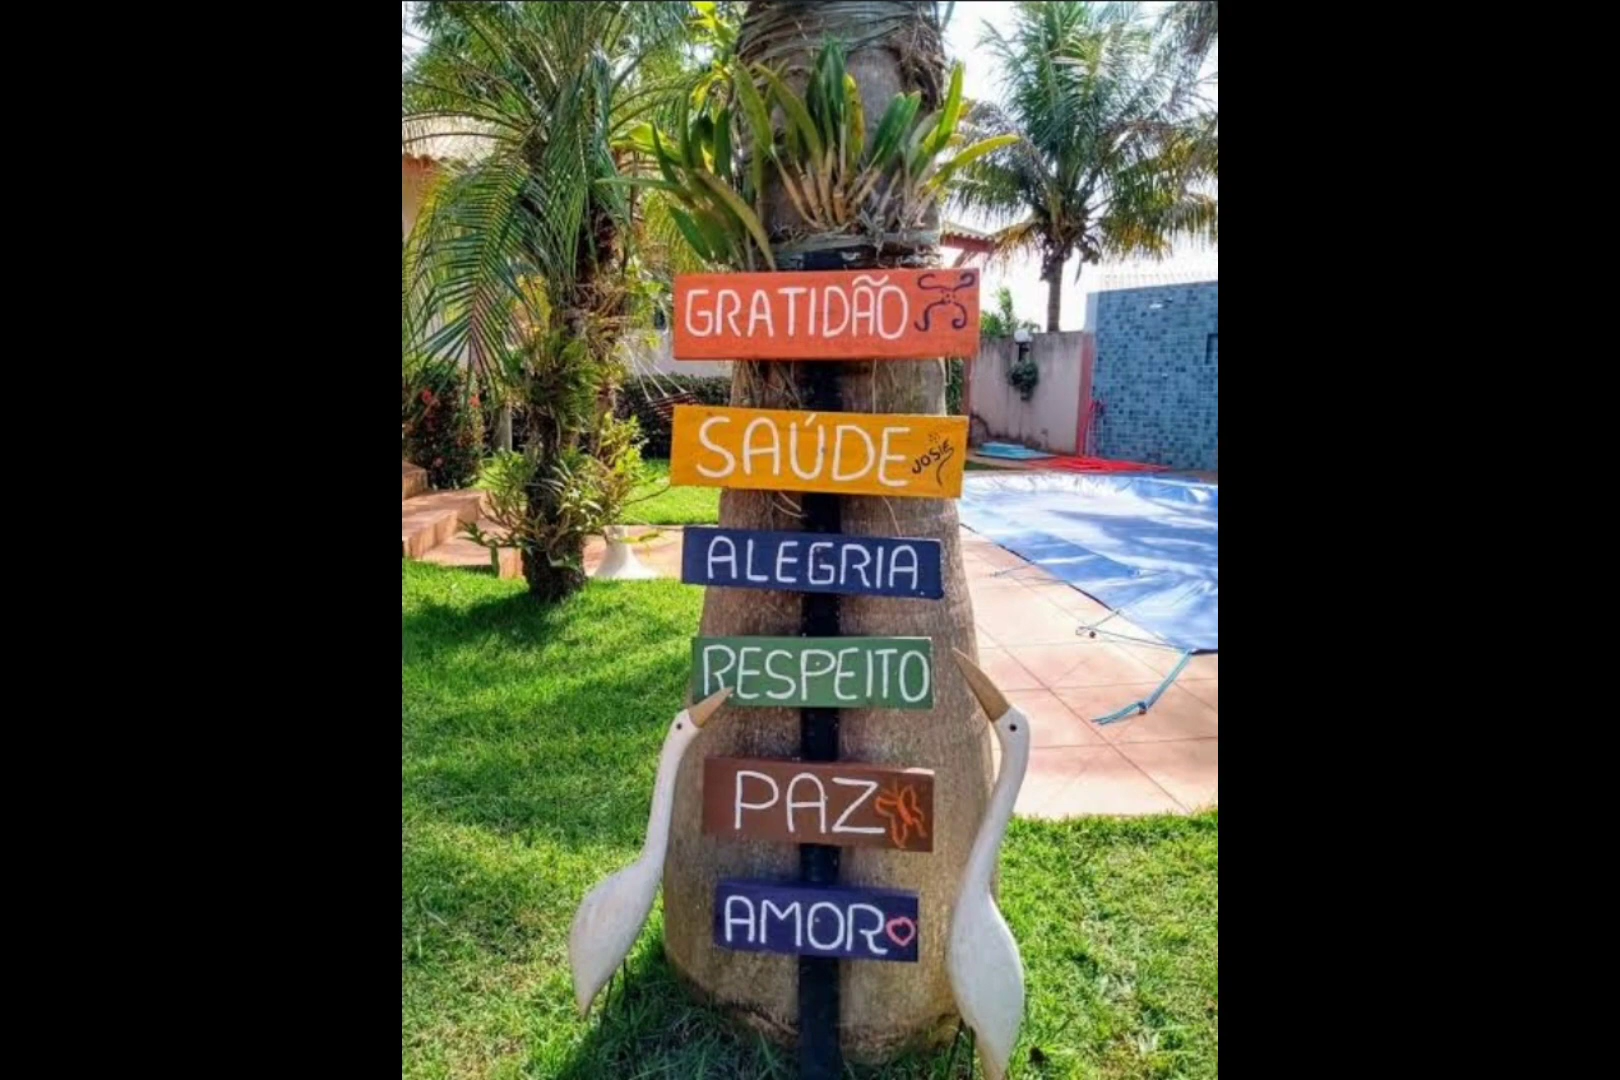 GRATIDÃO
SAÚDE
JOSIE
ALEGRIA
RESPEITO
PAZ
AMOR